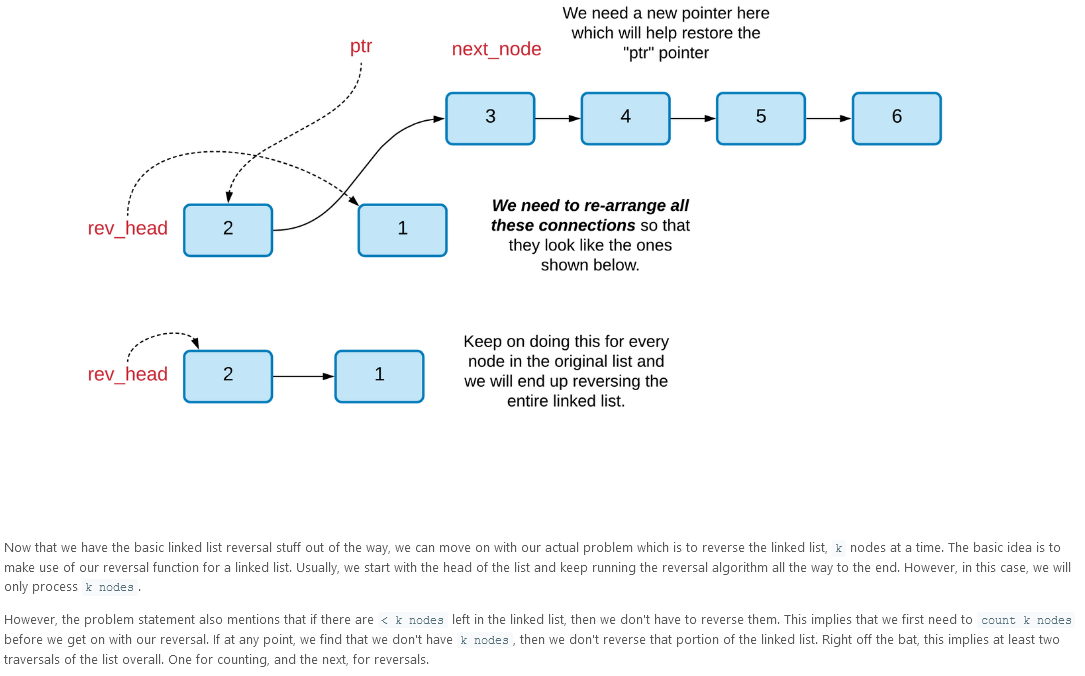 We need a new pointer here
which will help restore the
"ptr" pointer
ptr
next_node
3
4
5
6
rev_head
2
1
We need to re-arrange all
these connections so that
they look like the ones
shown below.
rev_head
2
1
Keep on doing this for every
node in the original list and
we will end up reversing the
entire linked list.
Now that we have the basic linked list reversal stuff out of the way, we can move on with our actual problem which is to reverse the linked list, k nodes at a time. The basic idea is to
make use of our reversal function for a linked list. Usually, we start with the head of the list and keep running the reversal algorithm all the way to the end. However, in this case, we will
only process k nodes.
However, the problem statement also mentions that if there are < k nodes left in the linked list, then we don't have to reverse them. This implies that we first need to count k nodes
before we get on with our reversal. If at any point, we find that we don't have k nodes, then we don't reverse that portion of the linked list. Right off the bat, this implies at least two
traversals of the list overall. One for counting, and the next, for reversals.